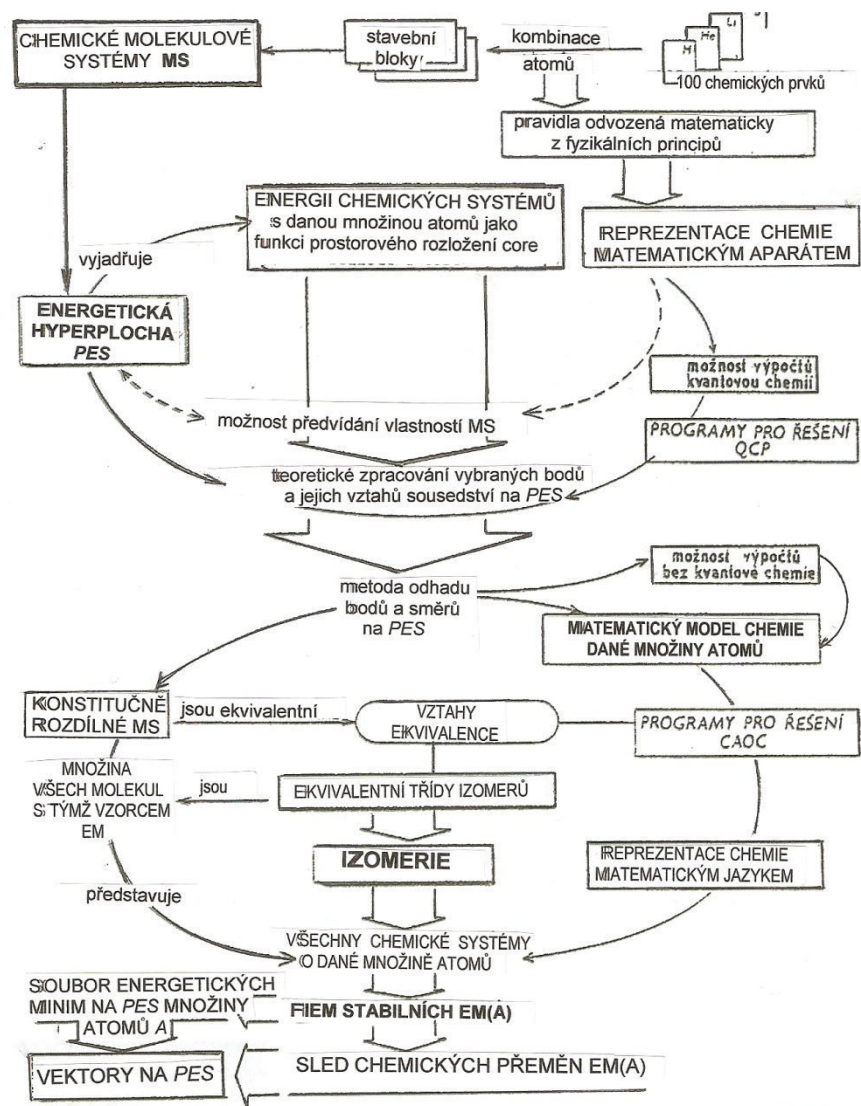 CHEMICKÉ MOLEKULOVÉ
SYSTÉMY MS
stavební
bloky
kombinace
atomů
H
He
Li
100 chemických prvků
pravidla odvozená matematicky
z fyzikálních principů
ENERGII CHEMICKÝCH SYSTÉMŮ
s danou množinou atomů jako
funkci prostorového rozložení core
REPREZENTACE CHEMIE
MATEMATICKÝM APARÁTEM
vyjadřuje
ENERGETICKÁ
HYPERPLOCHA
PES
možnost výpočtů
kvantovou chemií
možnost předvídání vlastností MS
PROGRAMY PRO ŘEŠENÍ
QCP
teoretické zpracování vybraných bodů
a jejich vztahů sousedství na PES
možnost výpočtů
bez kvantové chemie
metoda odhadu
bodů a směrů
na PES
MATEMATICKÝ MODEL CHEMIE
DANÉ MNOŽINY ATOMŮ
KONSTITUČNĚ
ROZDÍLNÉ MS
jsou ekvivalentní
VZTAHY
EKVIVALENCE
PROGRAMY PRO ŘEŠENÍ
CAOC
MNOŽINA
VŠECH MOLEKUL
S TÝMŽ VZORCEM
EM
jsou
EKVIVALENTNÍ TŘÍDY IZOMERŮ
IZOMERIE
REPREZENTACE CHEMIE
MATEMATICKÝM JAZYKEM
představuje
VŠECHNY CHEMICKÉ SYSTÉMY
O DANÉ MNOŽINĚ ATOMŮ
SOUBOR ENERGETICKÝCH
MINIM NA PES MNOŽINY
ATOMŮ A
FIEM STABILNÍCH EM(A)
VEKTORY NA PES
SLED CHEMICKÝCH PŘEMĚN EM(A)